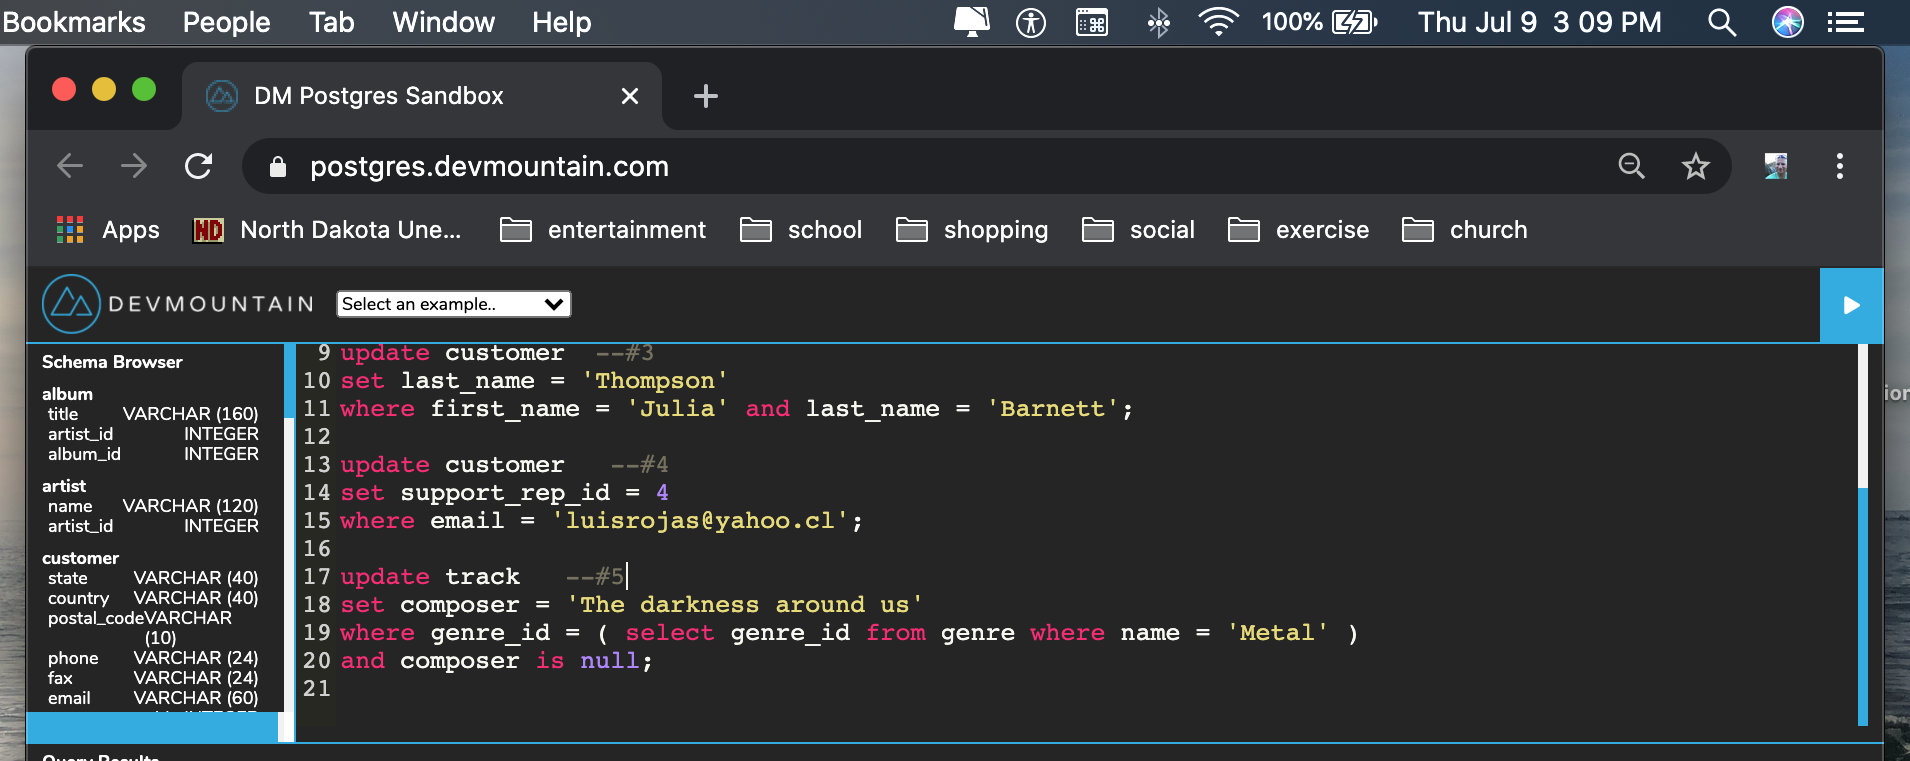 Bookmarks People Tab Window Help 100% Thu Jul 9 3 09 PM
DM Postgres Sandbox
postgres.devmountain.com
Apps North Dakota Une... entertainment school shopping social exercise church
DEVMOUNTAIN Select an example..
Schema Browser
album
title VARCHAR (160)
artist_id INTEGER
album_id INTEGER
artist
name VARCHAR (120)
artist_id INTEGER
customer
state VARCHAR (40)
country VARCHAR (40)
postal_codeVARCHAR
(10)
phone VARCHAR (24)
fax VARCHAR (24)
email VARCHAR (60)
9 update customer --#3
10 set last_name = 'Thompson'
11 where first_name = 'Julia' and last_name = 'Barnett';
12
13 update customer --#4
14 set support_rep_id = 4
15 where email = 'luisrojas@yahoo.cl';
16
17 update track --#5
18 set composer = 'The darkness around us'
19 where genre_id = ( select genre_id from genre where name = 'Metal' )
20 and composer is null;
21
Query Results